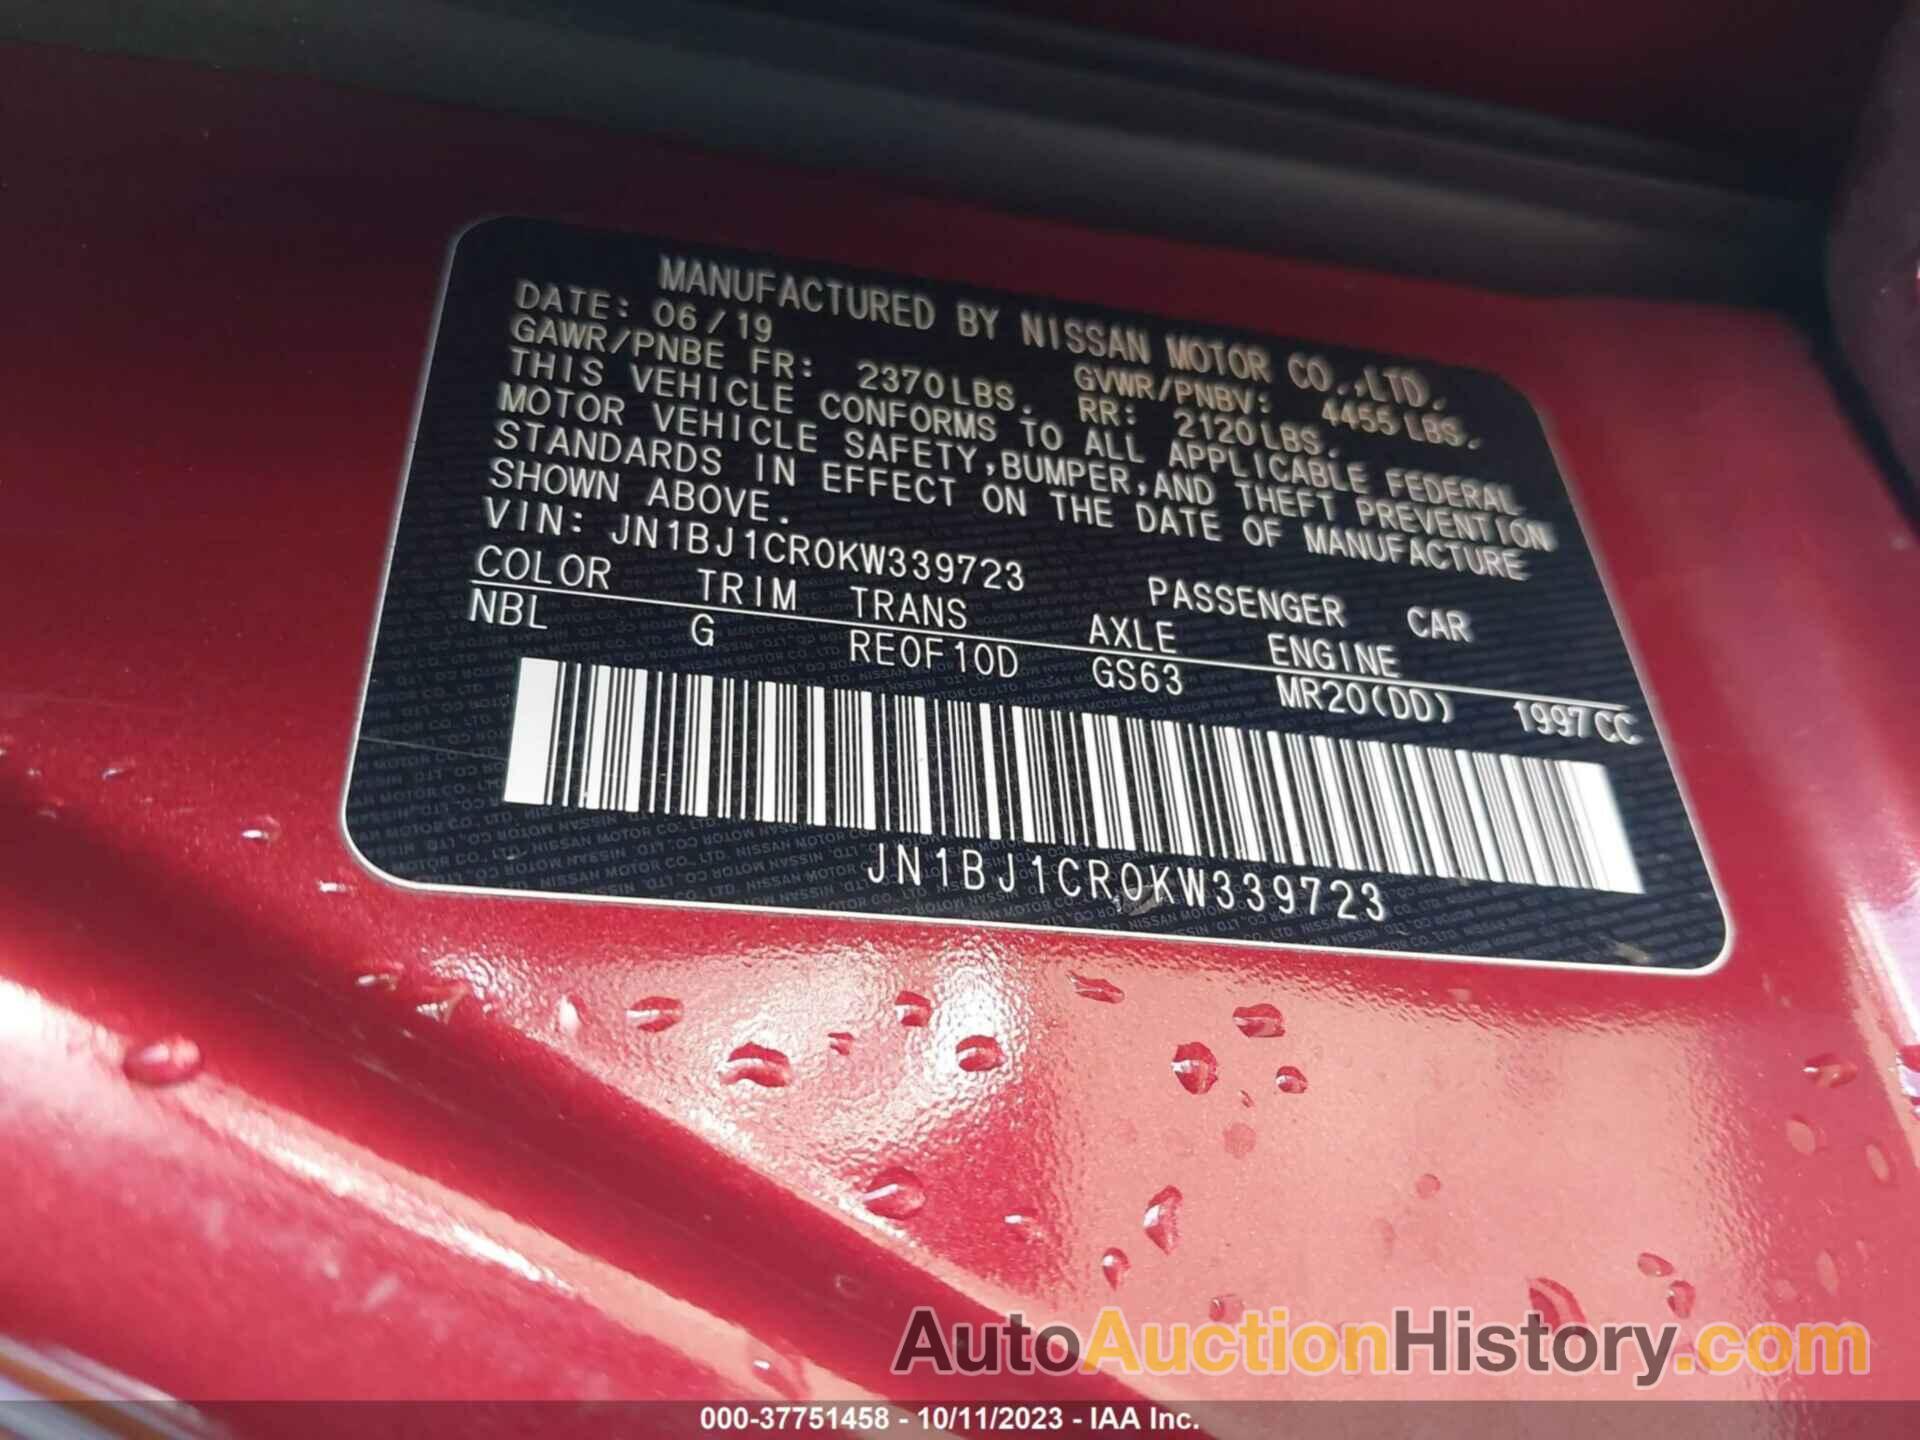 MANUFACTURED BY NISSAN MOTOR CO.,LTD.
DATE: 06/19 GVWR/PNBV: 4455 LBS.
GAWR/PNBE FR: 2370LBS. RR: 2120LBS.
THIS VEHICLE CONFORMS TO ALL APPLICABLE FEDERAL
MOTOR VEHICLE SAFETY,BUMPER,AND THEFT PREVENTION
STANDARDS IN EFFECT ON THE DATE OF MANUFACTURE
SHOWN ABOVE.
VIN: JN1BJ1CR0KW339723 PASSENGER CAR
COLOR TRIM TRANS AXLE ENGINE
NBL G RE0F10D GS63 MR20(DD) 1997CC
JN1BJ1CR0KW339723
AutoAuctionHistory.com
000-37751458 - 10/11/2023 - IAA Inc.